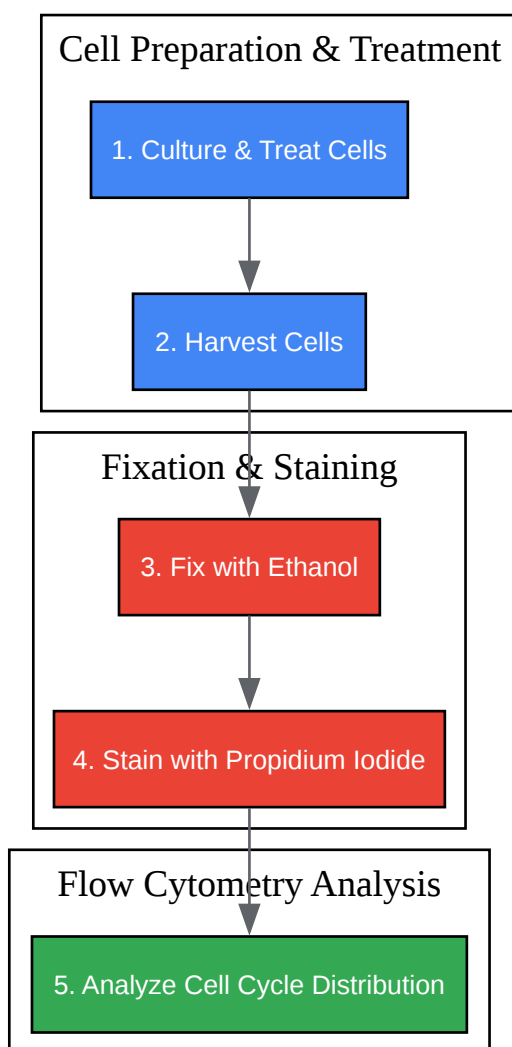 Cell Preparation & Treatment
1. Culture & Treat Cells
2. Harvest Cells
Fixation & Staining
3. Fix with Ethanol
4. Stain with Propidium Iodide
Flow Cytometry Analysis
5. Analyze Cell Cycle Distribution